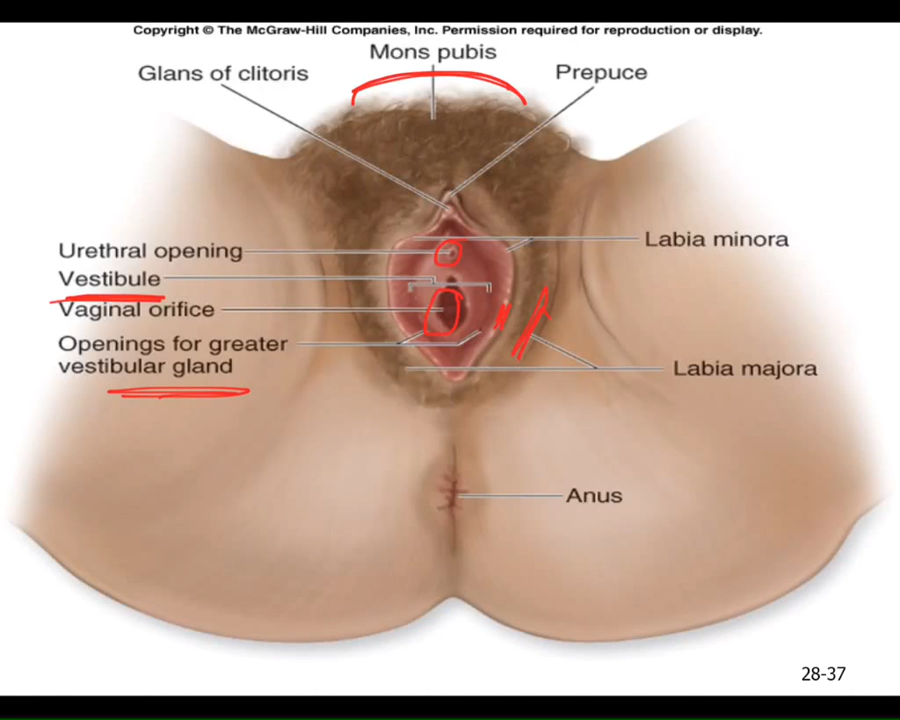 Copyright © The McGraw-Hill Companies, Inc. Permission required for reproduction or display.
Mons pubis
Glans of clitoris
Prepuce
Urethral opening
Labia minora
Vestibule
Vaginal orifice
Openings for greater
vestibular gland
Labia majora
Anus
28-37